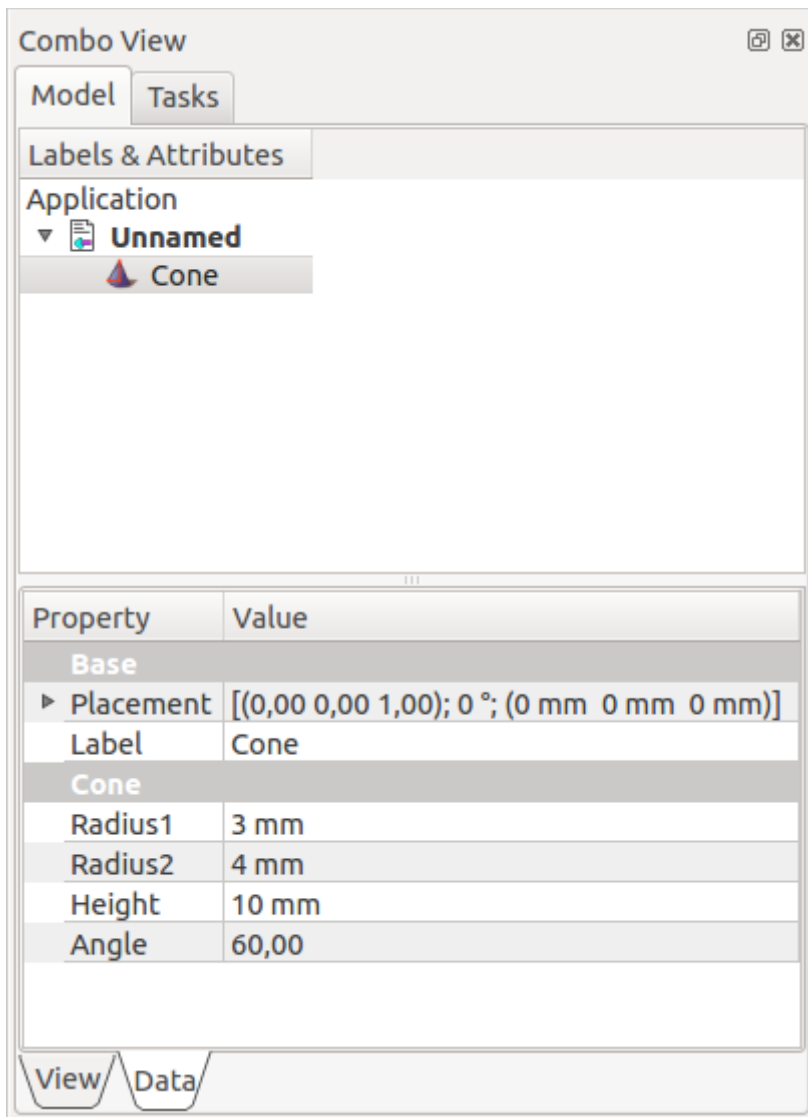 Combo View
Model Tasks
Labels & Attributes
Application
Unnamed
Cone
Property Value
Base
Placement [(0,00 0,00 1,00); 0 °; (0 mm 0 mm 0 mm)]
Label Cone
Cone
Radius1 3 mm
Radius2 4 mm
Height 10 mm
Angle 60,00
View Data